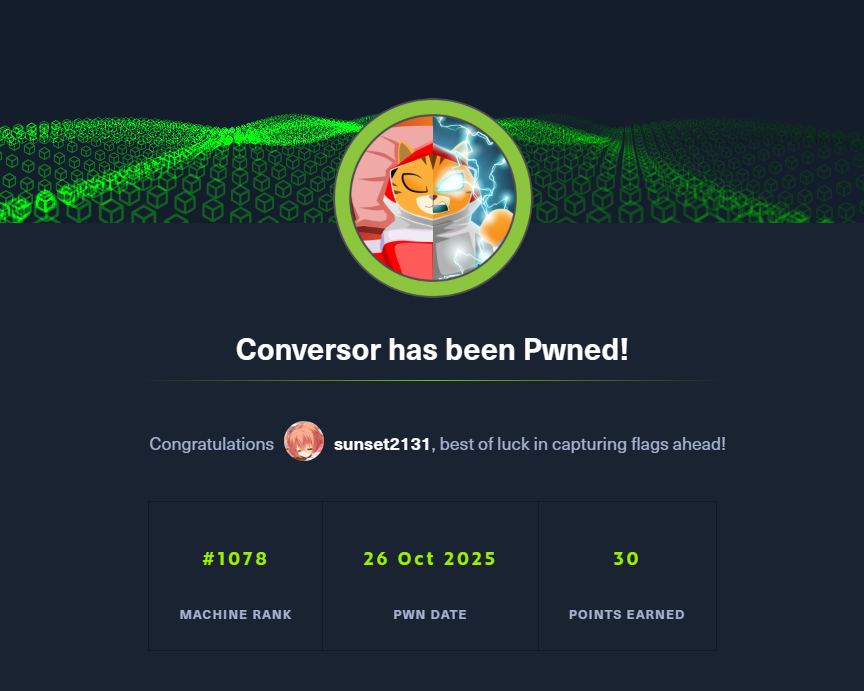 Conversor has been Pwned!
Congratulations sunset2131, best of luck in capturing flags ahead!
#1078 26 Oct 2025 30
MACHINE RANK PWN DATE POINTS EARNED